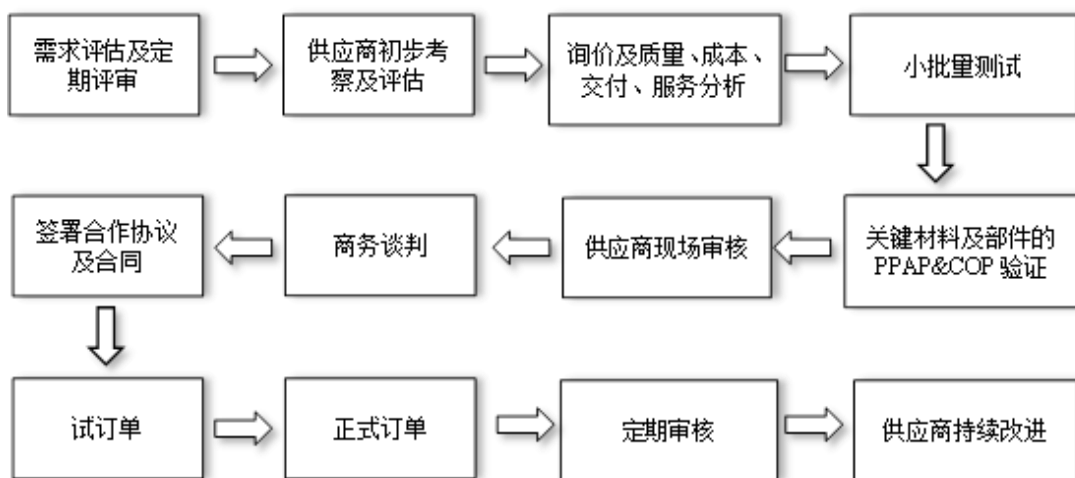 需求评估及定
期评审
供应商初步考
察及评估
询价及质量、成本、
交付、服务分析
小批量测试
关键材料及部件的
PPAP&COP 验证
供应商现场审核
商务谈判
签署合作协议
及合同
试订单
正式订单
定期审核
供应商持续改进